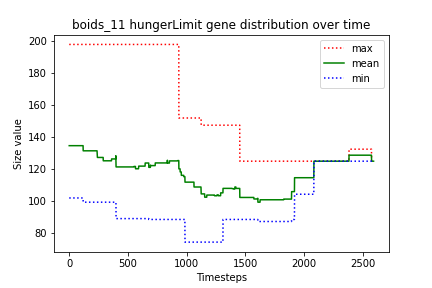 boids_11 hungerLimit gene distribution over time
max
mean
min
Size value
200
180
160
140
120
100
80
0
500
1000
1500
2000
2500
Timesteps